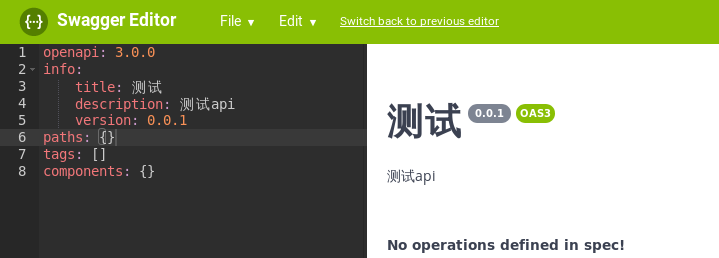 {···} Swagger Editor File ▼ Edit ▼ Switch back to previous editor
1 openapi: 3.0.0
2 info:
3 title: 测试
4 description: 测试api
5 version: 0.0.1
6 paths: {}
7 tags: []
8 components: {}
测试 0.0.1 OAS3
测试api
No operations defined in spec!